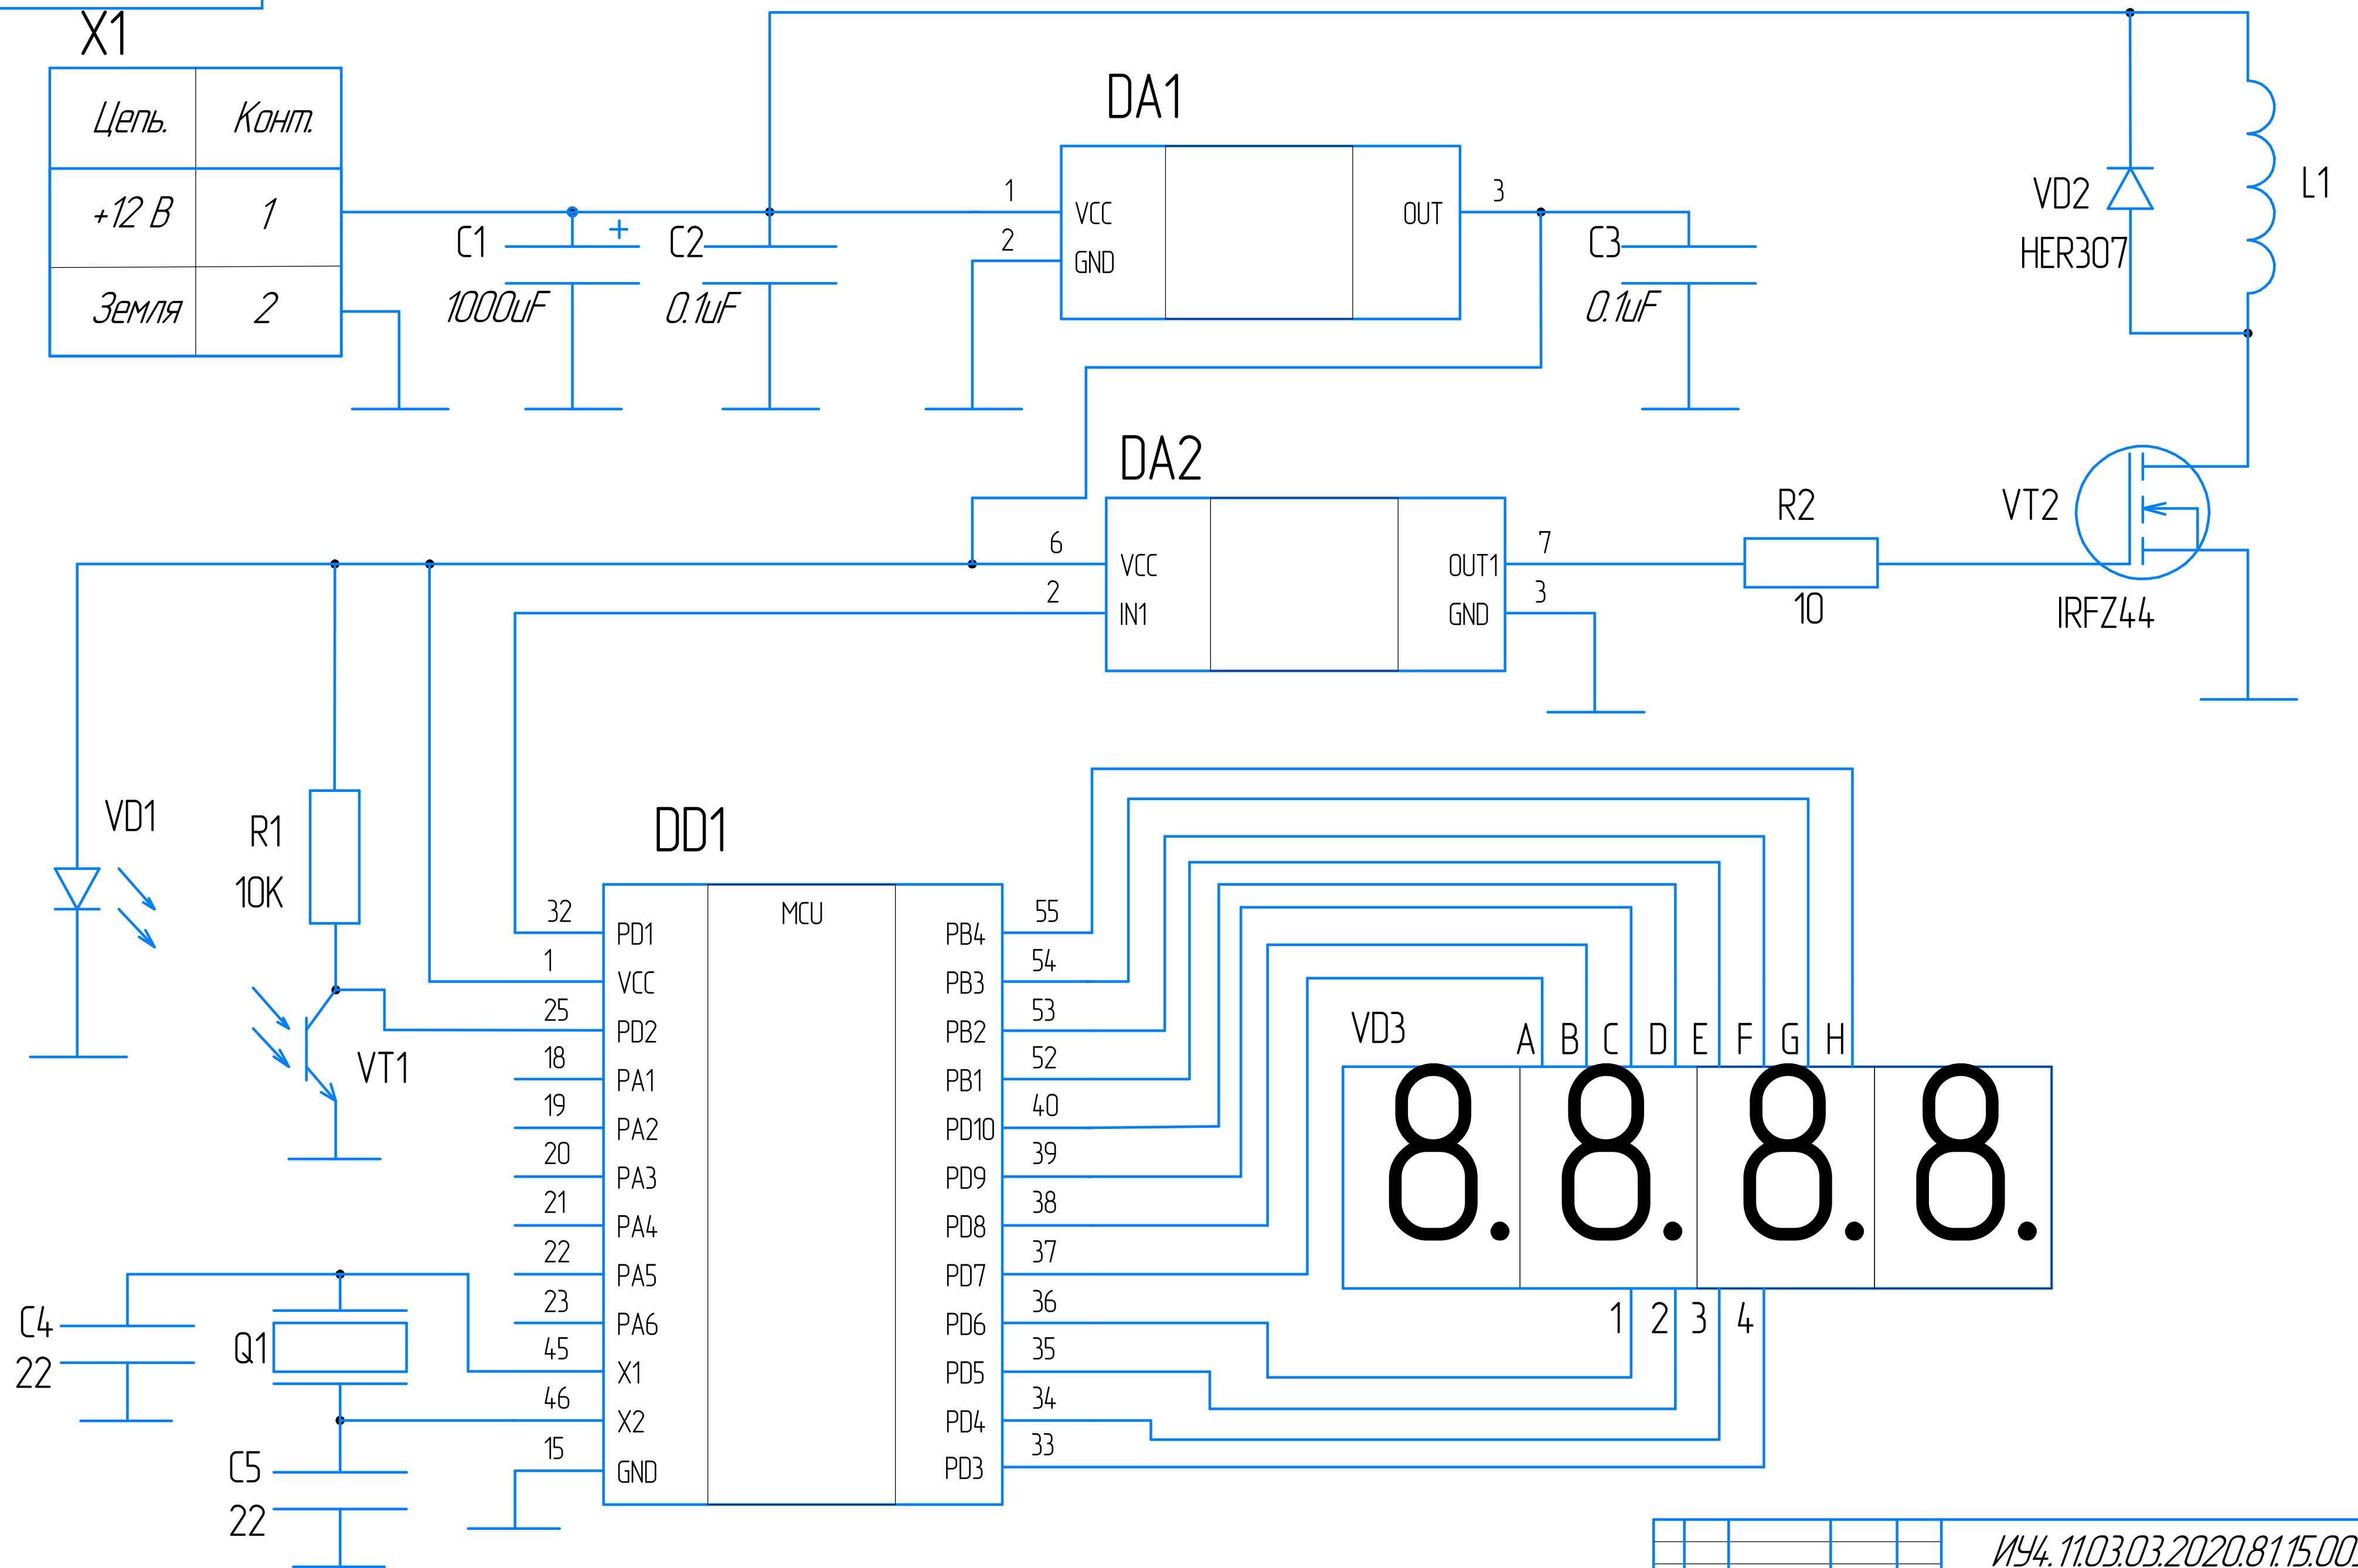 X1
Цепь. Конт.
+12 В 1
Земля 2
C1
1000uF
C2
0.1uF
DA1
1 VCC OUT 3
2 GND
C3
0.1uF
VD2
HER307
L1
DA2
6 VCC OUT1 7
2 IN1 GND 3
R2
10
VT2
IRFZ44
VD1
R1
10K
VT1
DD1
MCU
32 PD1 PB4 55
1 VCC PB3 54
25 PD2 PB2 53
18 PA1 PB1 52
19 PA2 PD10 40
20 PA3 PD9 39
21 PA4 PD8 38
22 PA5 PD7 37
23 PA6 PD6 36
45 X1 PD5 35
46 X2 PD4 34
15 GND PD3 33
VD3
A B C D E F G H
8. 8. 8. 8.
1 2 3 4
C4
22
Q1
C5
22
ИУ4.11.03.03.2020.81.15.00